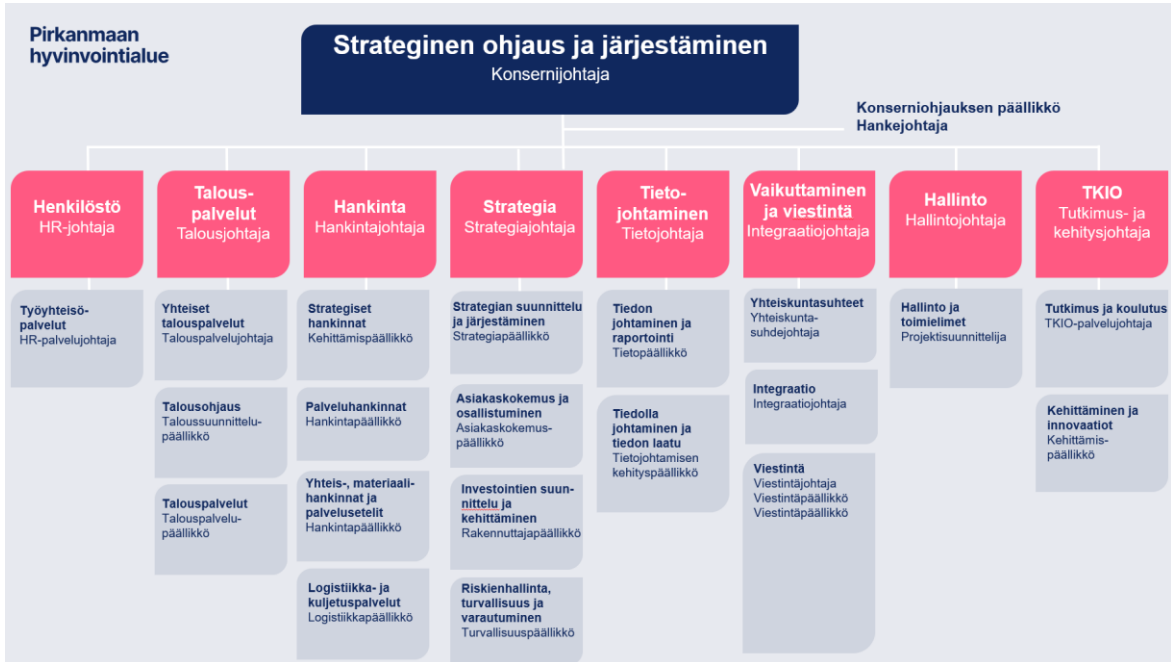 Pirkanmaan
hyvinvointialue
Strateginen ohjaus ja järjestäminen
Konsernijohtaja
Konserniohjauksen päällikkö
Hankejohtaja
Henkilöstö
HR-johtaja
Talous-
palvelut
Talousjohtaja
Hankinta
Hankintajohtaja
Strategia
Strategiajohtaja
Tieto-
johtaminen
Tietojohtaja
Vaikuttaminen
ja viestintä
Integraatiojohtaja
Hallinto
Hallintojohtaja
TKIO
Tutkimus- ja
kehitysjohtaja
Työyhteisö-
palvelut
HR-palvelujohtaja
Yhteiset
talouspalvelut
Talouspalvelujohtaja
Talousohjaus
Taloussuunnittelu-
päällikkö
Talouspalvelut
Talouspalvelu-
päällikkö
Strategiset
hankinnat
Kehittämispäällikkö
Palveluhankinnat
Hankintapäällikkö
Yhteis-, materiaali-
hankinnat ja
palvelusetelit
Hankintapäällikkö
Logistiikka- ja
kuljetuspalvelut
Logistiikkapäällikkö
Strategian suunnittelu
ja järjestäminen
Strategiapäällikkö
Asiakaskokemus ja
osallistuminen
Asiakaskokemus-
päällikkö
Investointien suun-
nittelu ja
kehittäminen
Rakennuttajapäällikkö
Riskienhallinta,
turvallisuus ja
varautuminen
Turvallisuuspäällikkö
Tiedon
johtaminen ja
raportointi
Tietopäällikkö
Tiedolla
johtaminen ja
tiedon laatu
Tietojohtamisen
kehityspäällikkö
Yhteiskuntasuhteet
Yhteiskunta-
suhdejohtaja
Integraatio
Integraatiojohtaja
Viestintä
Viestintäjohtaja
Viestintäpäällikkö
Viestintäpäällikkö
Hallinto ja
toimielimet
Projektisuunnittelija
Tutkimus ja koulutus
TKIO-palvelujohtaja
Kehittäminen ja
innovaatiot
Kehittämis-
päällikkö